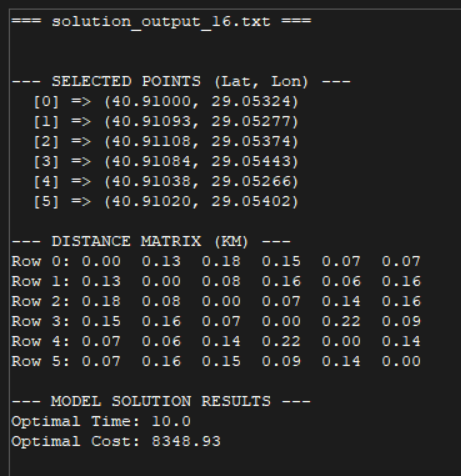 === solution_output_16.txt ===
--- SELECTED POINTS (Lat, Lon) ---
[0] => (40.91000, 29.05324)
[1] => (40.91093, 29.05277)
[2] => (40.91108, 29.05374)
[3] => (40.91084, 29.05443)
[4] => (40.91038, 29.05266)
[5] => (40.91020, 29.05402)
--- DISTANCE MATRIX (KM) ---
Row 0: 0.00 0.13 0.18 0.15 0.07 0.07
Row 1: 0.13 0.00 0.08 0.16 0.06 0.16
Row 2: 0.18 0.08 0.00 0.07 0.14 0.16
Row 3: 0.15 0.16 0.07 0.00 0.22 0.09
Row 4: 0.07 0.06 0.14 0.22 0.00 0.14
Row 5: 0.07 0.16 0.15 0.09 0.14 0.00
--- MODEL SOLUTION RESULTS ---
Optimal Time: 10.0
Optimal Cost: 8348.93